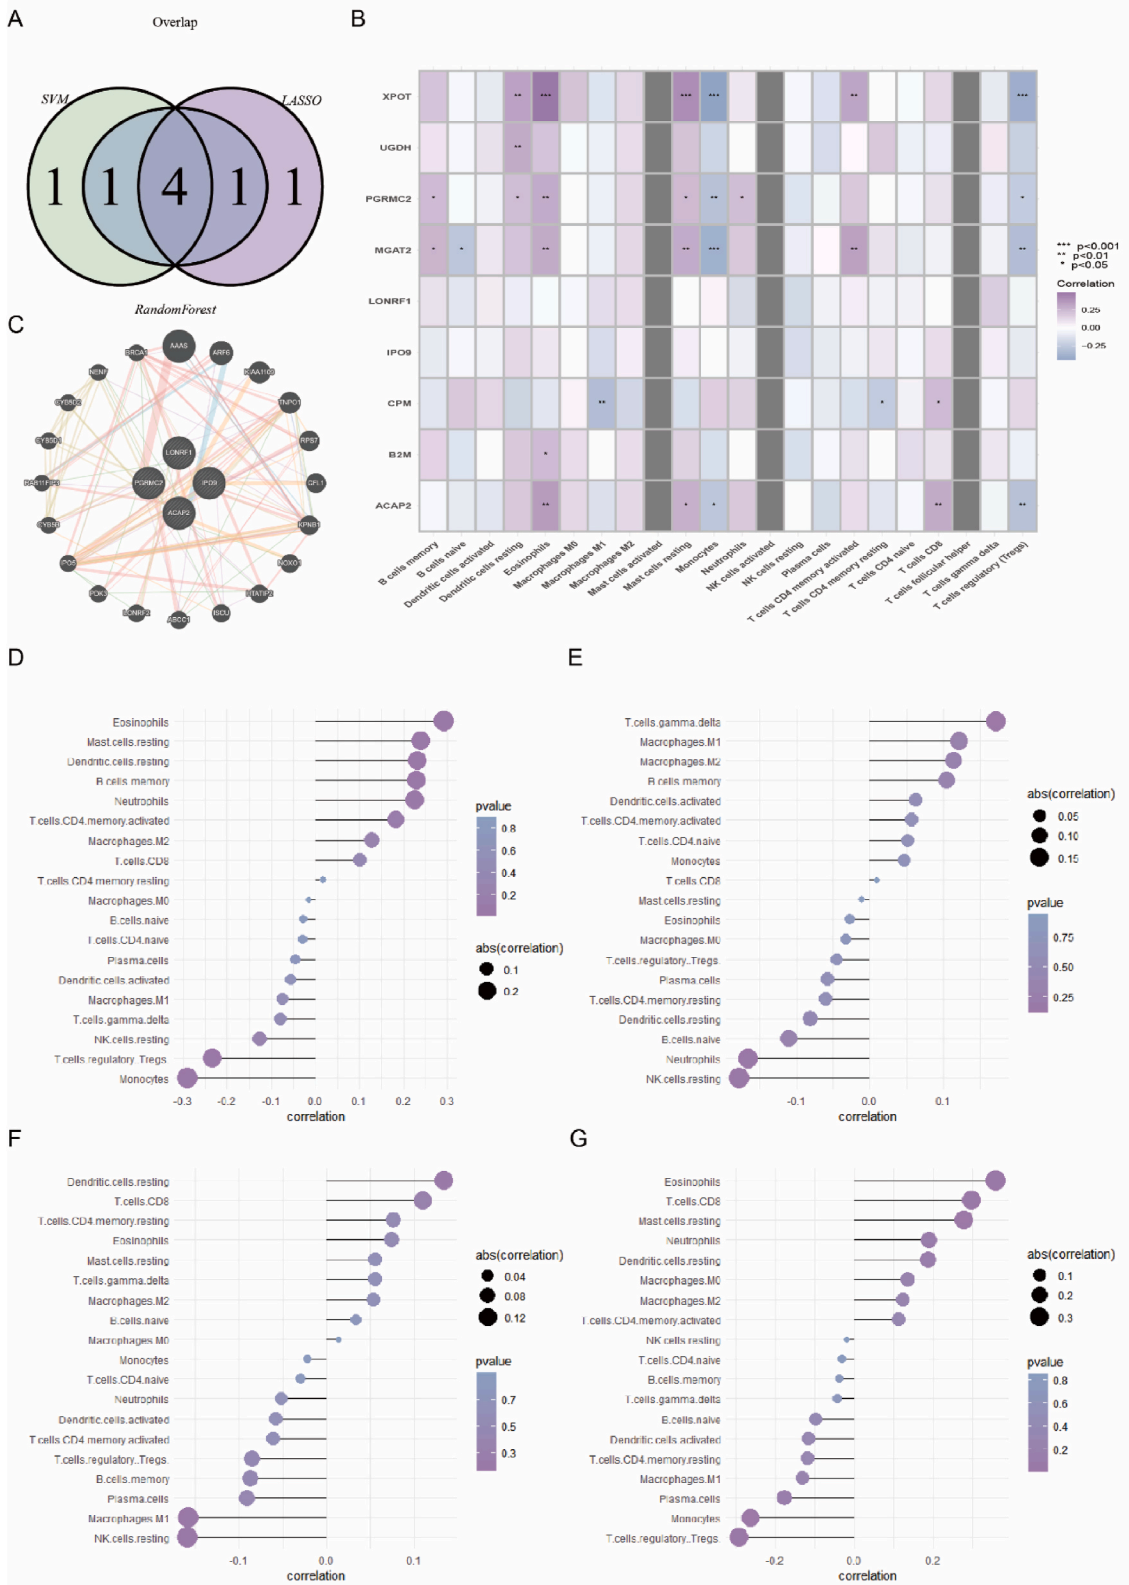 A
Overlap
SVM
LASSO
1
1
4
1
1
RandomForest
B
XPOT
UGDH
PGRMC2
MGAT2
LONRF1
IPO9
CPM
B2M
ACAP2
** *** *** *** ** ***
**
* * ** * ** * *
* * ** ** *** ** **
** * *
*
** * * ** **
B cells memory
B cells naive
Dendritic cells activated
Dendritic cells resting
Eosinophils
Macrophages M0
Macrophages M1
Macrophages M2
Mast cells activated
Mast cells resting
Monocytes
Neutrophils
NK cells activated
NK cells resting
Plasma cells
T cells CD4 memory activated
T cells CD4 memory resting
T cells CD4 naive
T cells CD8
T cells follicular helper
T cells gamma delta
T cells regulatory (Tregs)
*** p<0.001
** p<0.01
* p<0.05
Correlation
0.25
0.00
-0.25
C
AAAS
BRCA1
ARF6
NENF
KIAA1109
CYB5D2
TNPO1
CYB5D1
RPS7
LONRF1
PGRMC2
IPO9
CFL1
ACAP2
KPNB1
IPO5
NOXO1
HTATIP2
LONRF2
ASCC1
ISCU
D
Eosinophils
Mast.cells.resting
Dendritic.cells.resting
B.cells.memory
Neutrophils
T.cells.CD4.memory.activated
Macrophages.M2
T.cells.CD8
T.cells.CD4.memory.resting
Macrophages.M0
B.cells.naive
T.cells.CD4.naive
Plasma.cells
Dendritic.cells.activated
Macrophages.M1
T.cells.gamma.delta
NK.cells.resting
T.cells.regulatory..Tregs.
Monocytes
-0.3 -0.2 -0.1 0.0 0.1 0.2 0.3
correlation
pvalue
0.8
0.6
0.4
0.2
abs(correlation)
0.1
0.2
E
T.cells.gamma.delta
Macrophages.M1
Macrophages.M2
B.cells.memory
Dendritic.cells.activated
T.cells.CD4.memory.activated
T.cells.CD4.naive
Monocytes
T.cells.CD8
Mast.cells.resting
Eosinophils
Macrophages.M0
T.cells.regulatory..Tregs.
Plasma.cells
T.cells.CD4.memory.resting
Dendritic.cells.resting
B.cells.naive
Neutrophils
NK.cells.resting
-0.1 0.0 0.1
correlation
abs(correlation)
0.05
0.10
0.15
pvalue
0.75
0.50
0.25
F
Dendritic.cells.resting
T.cells.CD8
T.cells.CD4.memory.resting
Eosinophils
Mast.cells.resting
T.cells.gamma.delta
Macrophages.M2
B.cells.naive
Macrophages.M0
Monocytes
T.cells.CD4.naive
Neutrophils
Dendritic.cells.activated
T.cells.CD4.memory.activated
T.cells.regulatory..Tregs.
B.cells.memory
Plasma.cells
Macrophages.M1
NK.cells.resting
-0.1 0.0 0.1
correlation
abs(correlation)
0.04
0.08
0.12
pvalue
0.7
0.5
0.3
G
Eosinophils
T.cells.CD8
Mast.cells.resting
Neutrophils
Dendritic.cells.resting
Macrophages.M0
Macrophages.M2
T.cells.CD4.memory.activated
NK.cells.resting
T.cells.CD4.naive
B.cells.memory
T.cells.gamma.delta
B.cells.naive
Dendritic.cells.activated
T.cells.CD4.memory.resting
Macrophages.M1
Plasma.cells
Monocytes
T.cells.regulatory..Tregs.
-0.2 0.0 0.2
correlation
abs(correlation)
0.1
0.2
0.3
pvalue
0.8
0.6
0.4
0.2